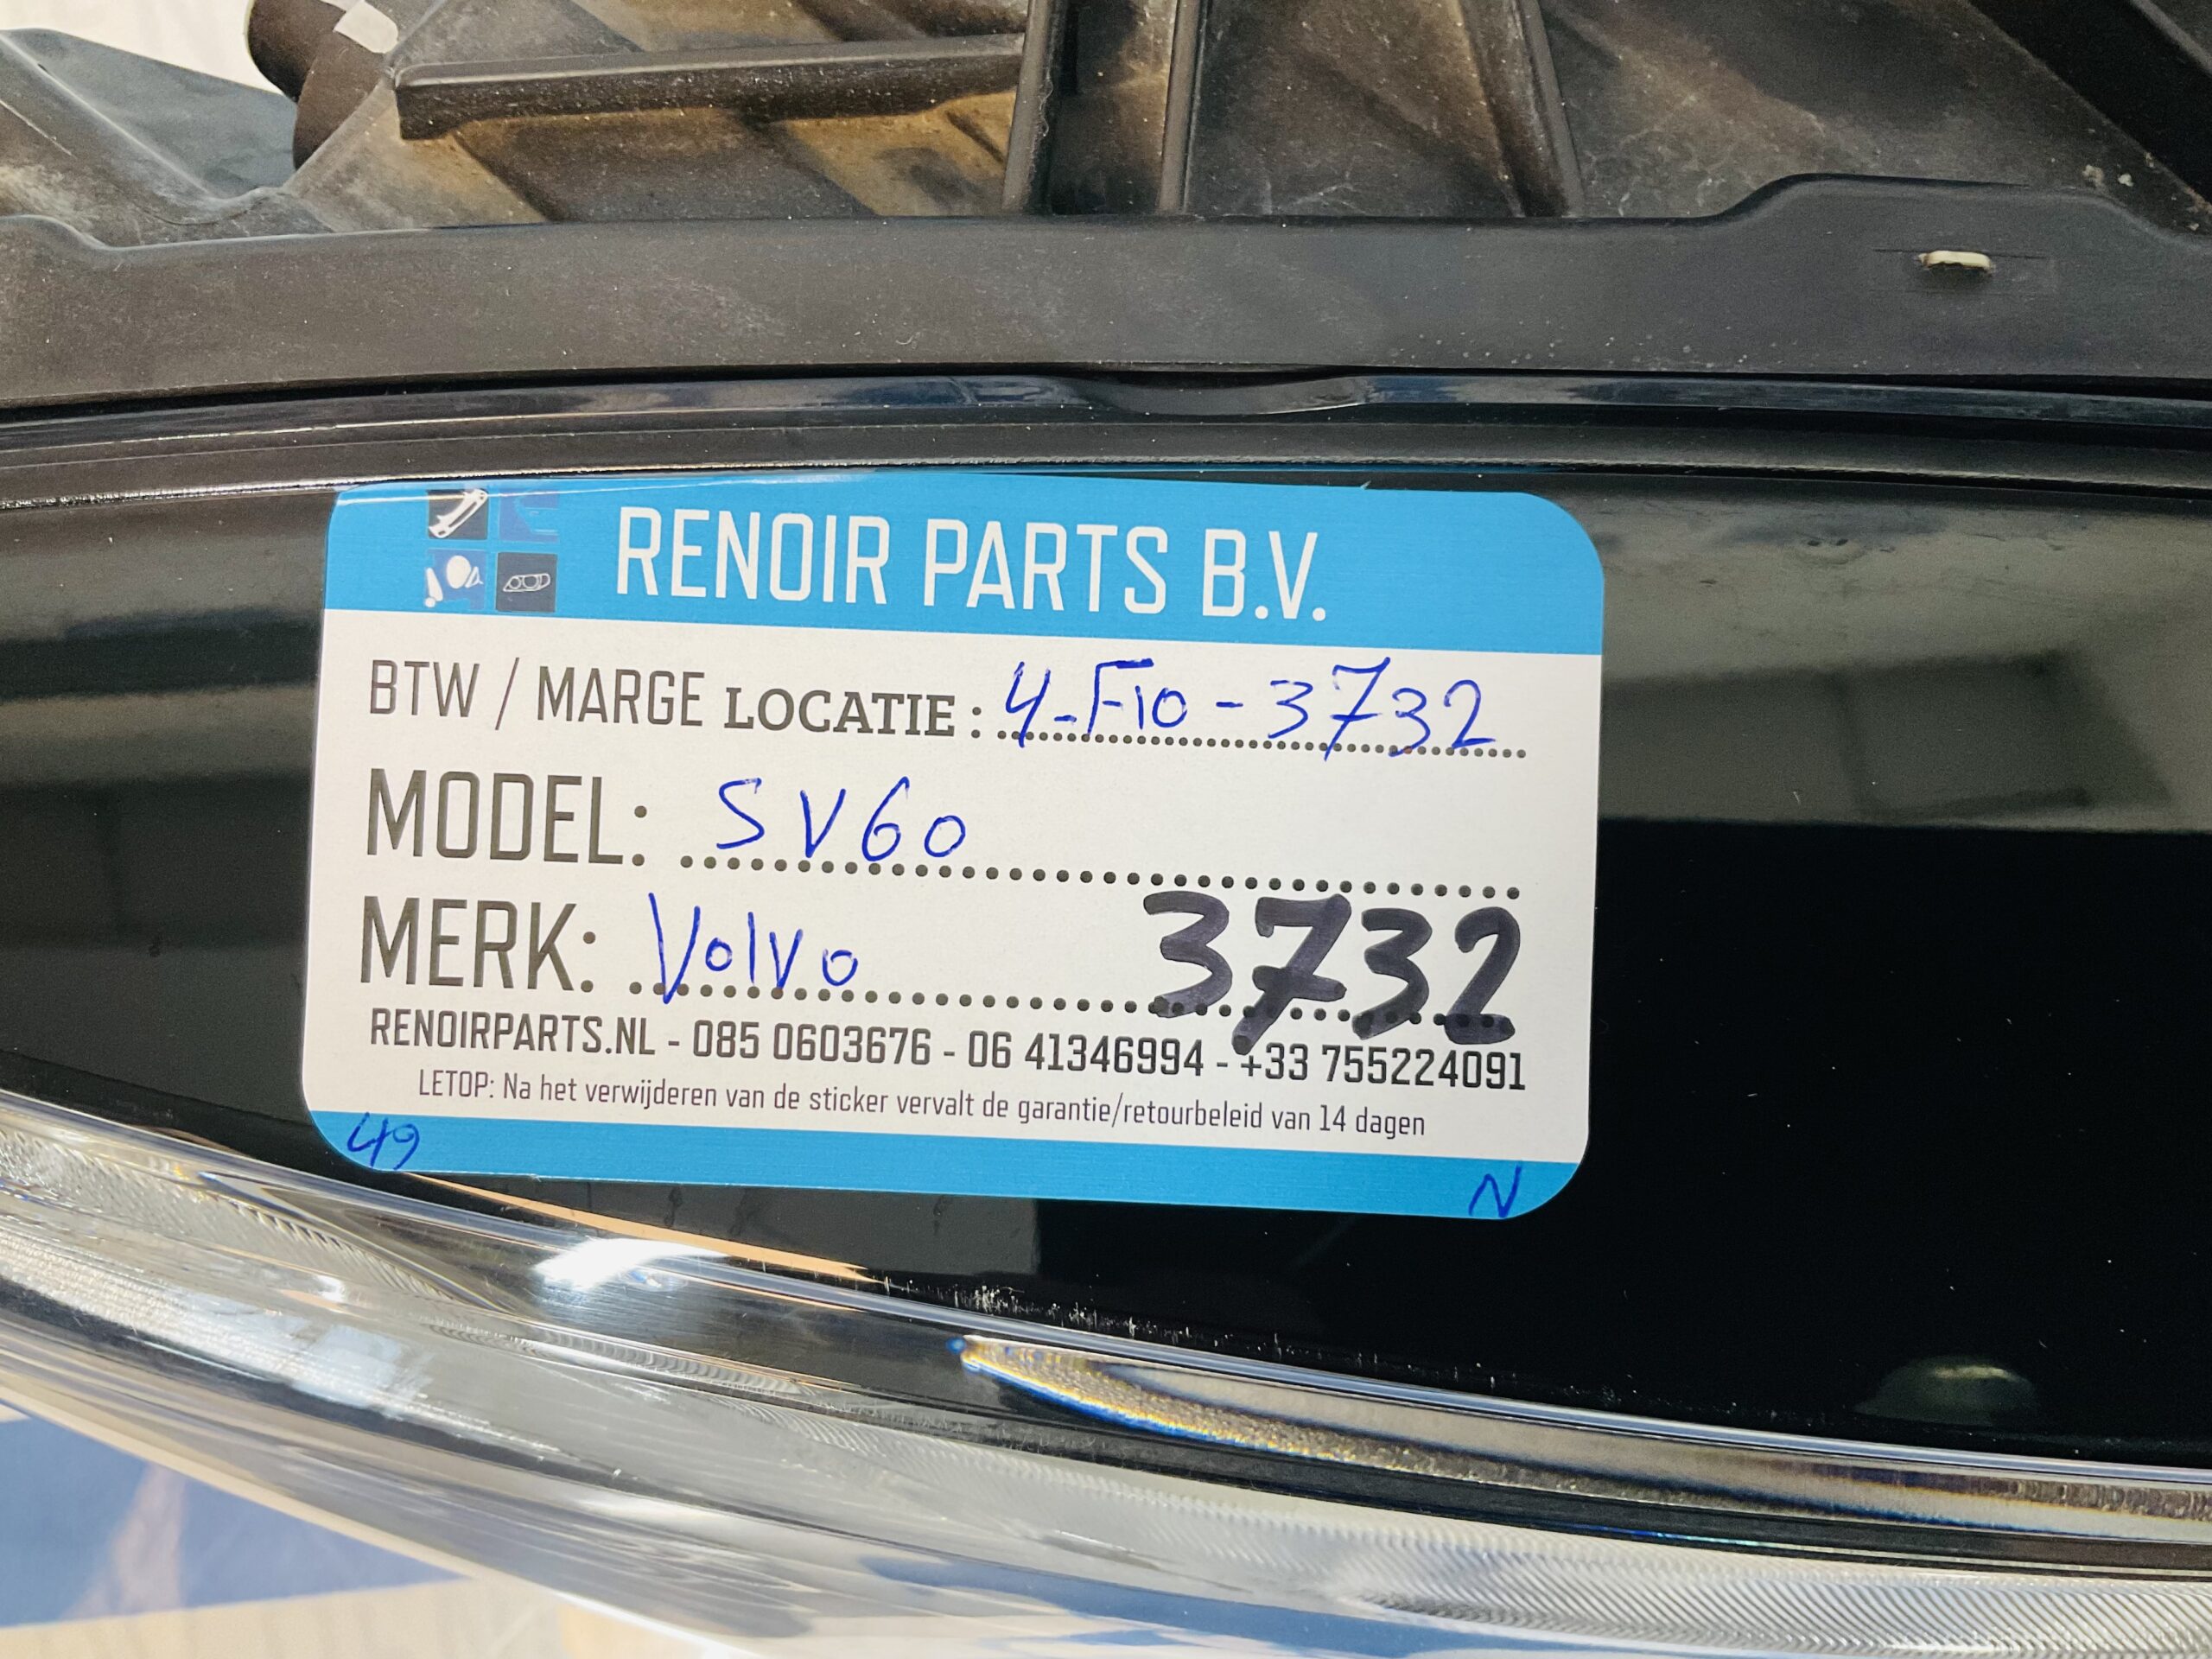 RENOIR PARTS B.V.
BTW / MARGE LOCATIE : 4-F10-3732
MODEL: SV60
MERK: Volvo 3732
RENOIRPARTS.NL - 085 0603676 - 06 41346994 - +33 755224091
LETOP: Na het verwijderen van de sticker vervalt de garantie/retourbeleid van 14 dagen
49 N